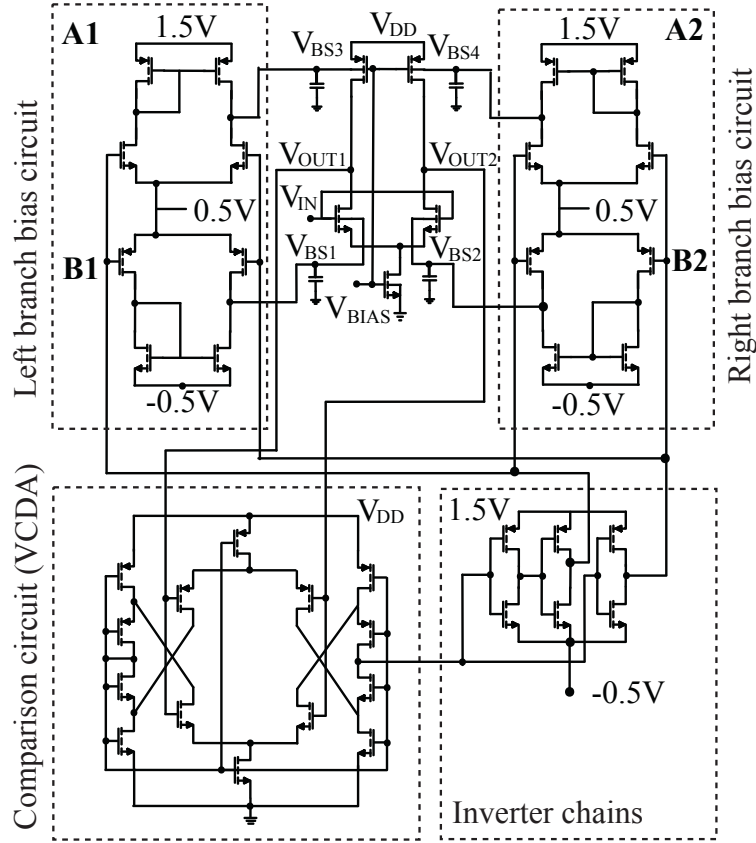 A1
1.5V
V_BS3
V_DD
V_BS4
1.5V
A2
Left branch bias circuit
Right branch bias circuit
V_OUT1
V_OUT2
V_IN
0.5V
0.5V
B1
V_BS1
V_BS2
B2
V_BIAS
-0.5V
-0.5V
Comparison circuit (VCDA)
V_DD
1.5V
-0.5V
Inverter chains